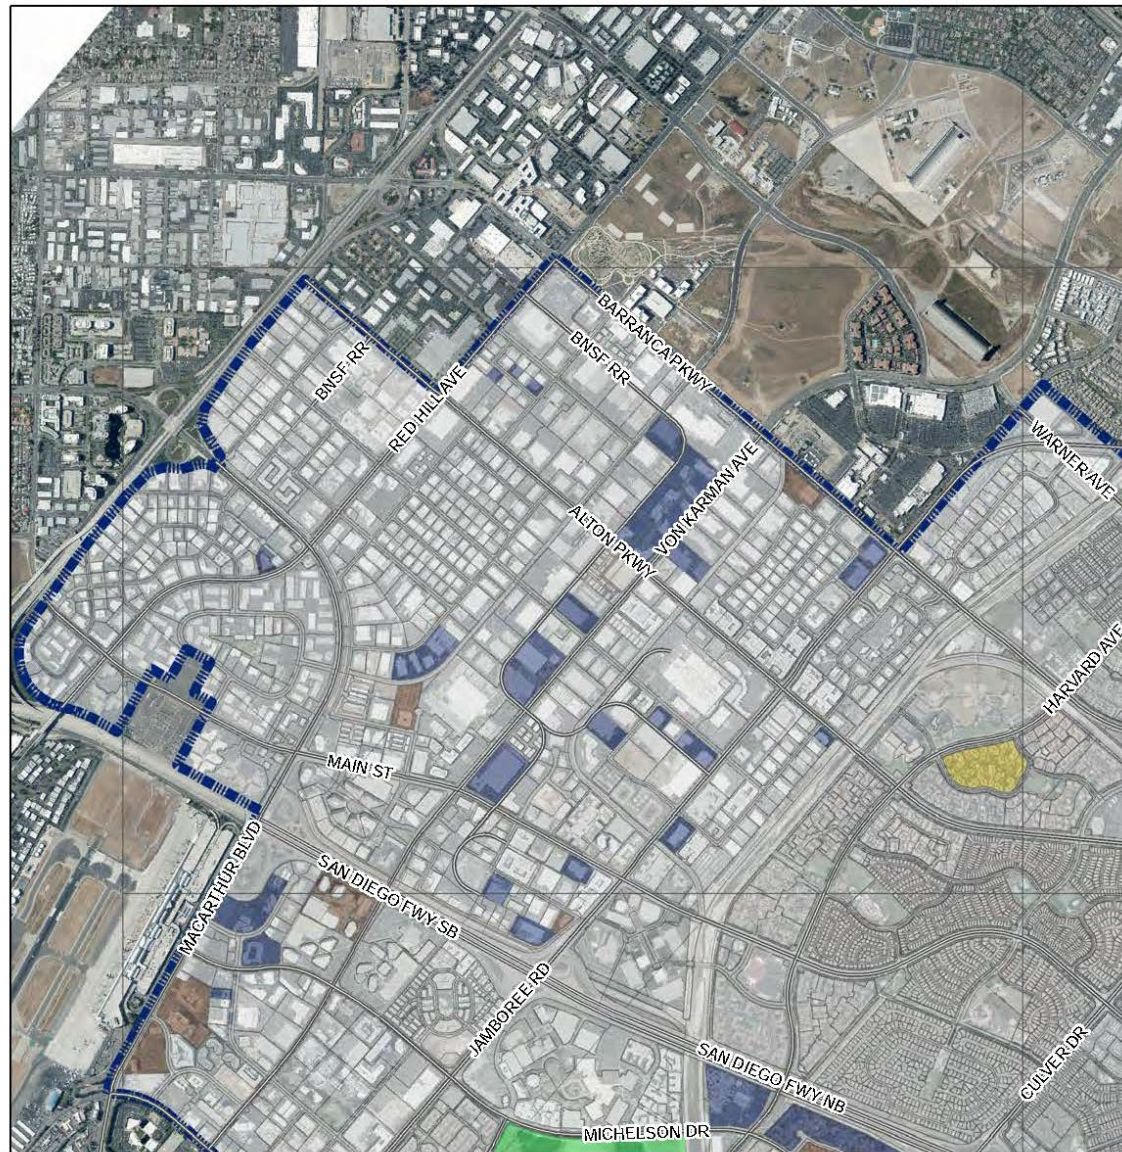 BARRANCA PKWY
BNSF RR
BNSF RR
RED HILL AVE
WARNER AVE
VON KARMAN AVE
ALTON PKWY
HARVARD AVE
MAIN ST
MACARTHUR BLVD
SAN DIEGO FWY SB
JAMBOREE RD
SAN DIEGO FWY NB
CULVER DR
MICHELSON DR